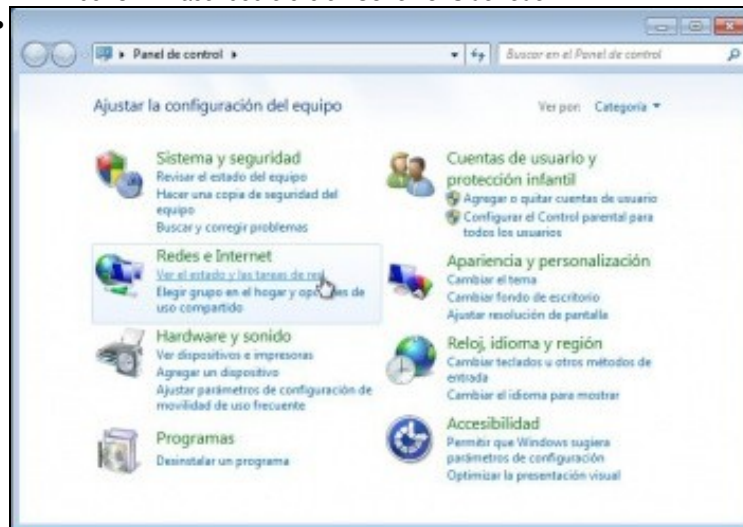 Panel de control
Buscar en el Panel de control
Ajustar la configuración del equipo
Ver por: Categoría
Sistema y seguridad
Revisar el estado del equipo
Hacer una copia de seguridad del
equipo
Buscar y corregir problemas
Redes e Internet
Ver el estado y las tareas de red
Elegir grupo en el hogar y opciones de
uso compartido
Hardware y sonido
Ver dispositivos e impresoras
Agregar un dispositivo
Ajustar parámetros de configuración de
movilidad de uso frecuente
Programas
Desinstalar un programa
Cuentas de usuario y
protección infantil
Agregar o quitar cuentas de usuario
Configurar el Control parental para
todos los usuarios
Apariencia y personalización
Cambiar el tema
Cambiar fondo de escritorio
Ajustar resolución de pantalla
Reloj, idioma y región
Cambiar teclados u otros métodos de
entrada
Cambiar el idioma para mostrar
Accesibilidad
Permitir que Windows sugiera
parámetros de configuración
Optimizar la presentación visual